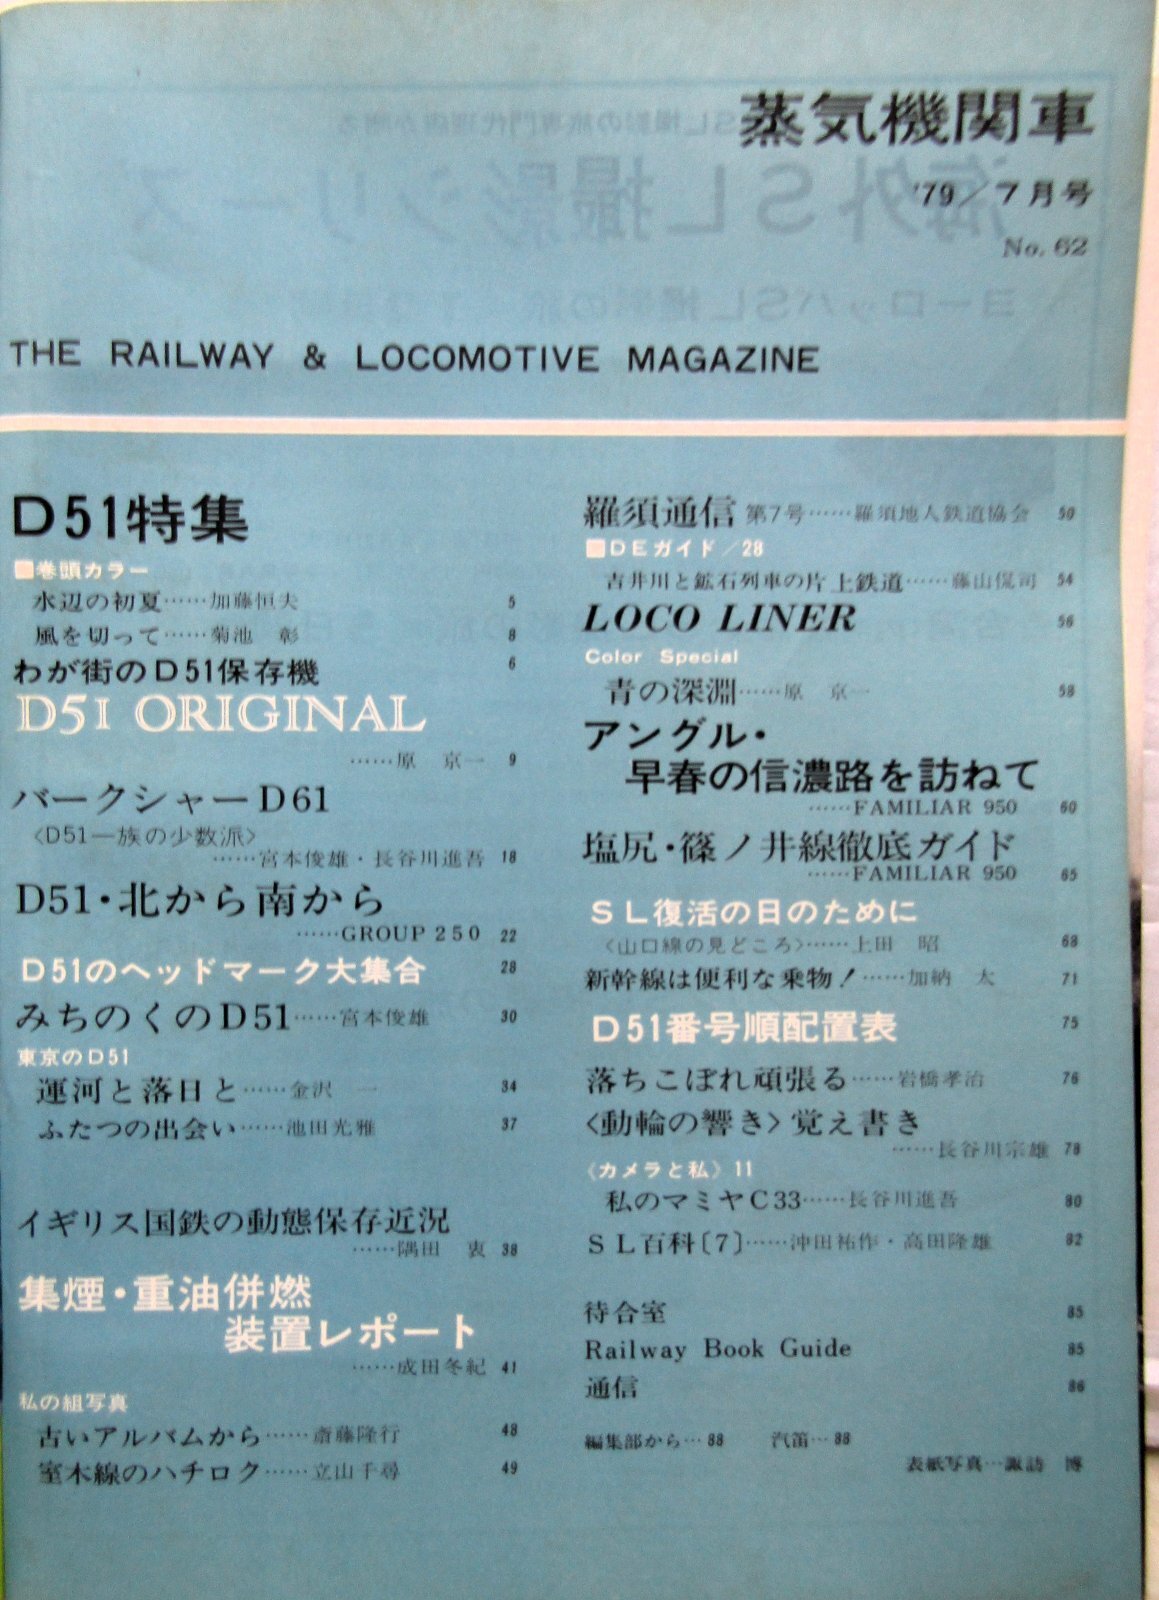 蒸気機関車
'79／7月号
No. 62
THE RAILWAY & LOCOMOTIVE MAGAZINE
D51特集
■巻頭カラー
水辺の初夏……加藤恒夫 5
風を切って……菊池 彰 8
わが街のD51保存機 6
D51 ORIGINAL
……原 京一 9
バークシャーD61
〈D51一族の少数派〉
……宮本俊雄・長谷川進吾 18
D51・北から南から
……GROUP 250 22
D51のヘッドマーク大集合 28
みちのくのD51……宮本俊雄 30
東京のD51
運河と落日と……金沢 一 34
ふたつの出会い……池田光雅 37
イギリス国鉄の動態保存近況
……隅田 衷 38
集煙・重油併燃
装置レポート
……成田冬紀 41
私の組写真
古いアルバムから……斎藤隆行 48
室木線のハチロク……立山千尋 49
羅須通信 第7号……羅須地人鉄道協会 50
■DEガイド／28
吉井川と鉱石列車の片上鉄道……藤山侃司 54
LOCO LINER 56
Color Special
青の深淵……原 京一 58
アングル・
早春の信濃路を訪ねて
……FAMILIAR 950 60
塩尻・篠ノ井線徹底ガイド
……FAMILIAR 950 65
SL復活の日のために
〈山口線の見どころ〉……上田 昭 68
新幹線は便利な乗物！……加納 太 71
D51番号順配置表 75
落ちこぼれ頑張る……岩橋孝治 76
〈動輪の響き〉覚え書き
……長谷川宗雄 78
《カメラと私》11
私のマミヤC33……長谷川進吾 80
SL百科〔7〕……沖田祐作・高田隆雄 82
待合室 85
Railway Book Guide 85
通信 86
編集部から…88 汽笛…88
表紙写真…諏訪 博